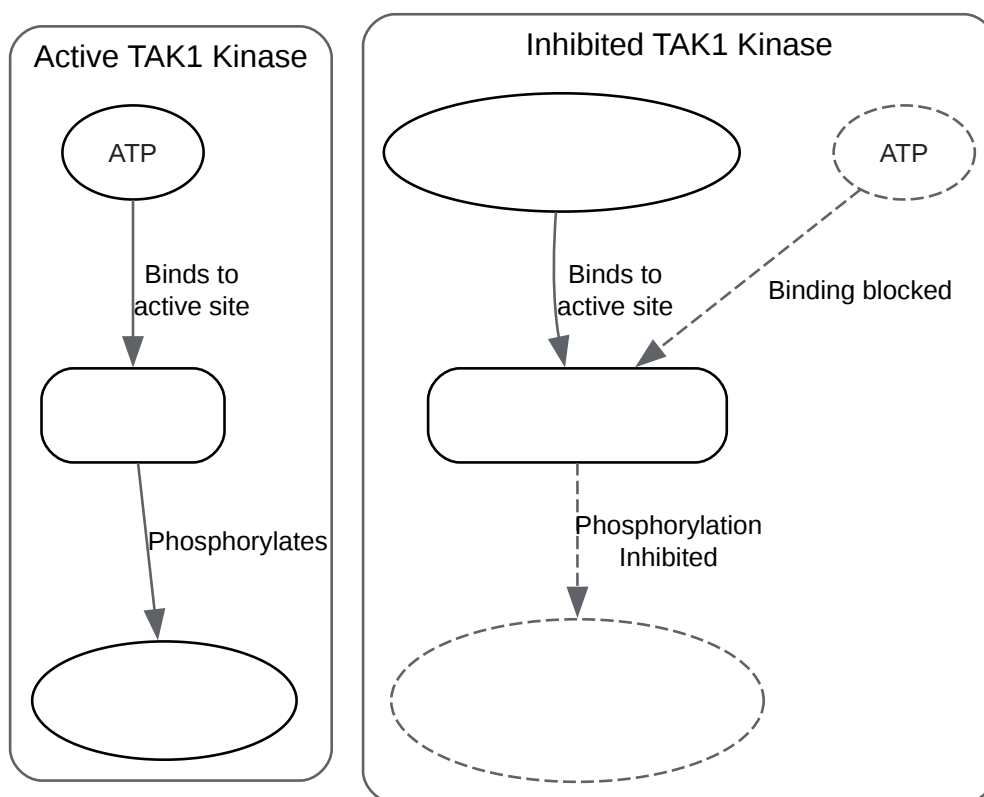 Active TAK1 Kinase
ATP
Binds to
active site
Phosphorylates
Inhibited TAK1 Kinase
ATP
Binds to
active site
Binding blocked
Phosphorylation
Inhibited